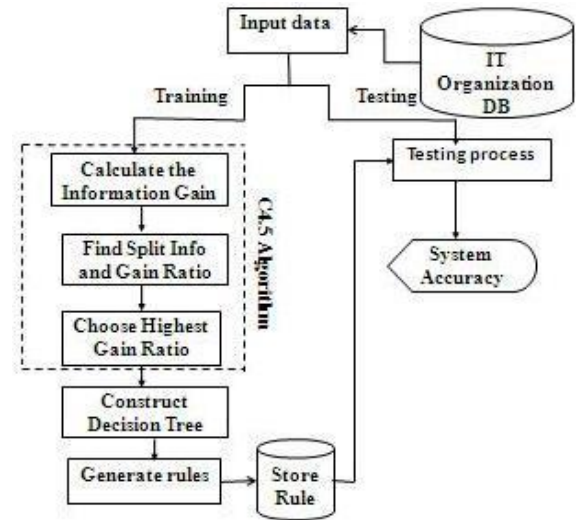 Input data
IT
Organization
DB
Training
Testing
Calculate the
Information Gain
Find Split Info
and Gain Ratio
Choose Highest
Gain Ratio
C4.5 Algorithm
Testing process
System
Accuracy
Construct
Decision Tree
Generate rules
Store
Rule